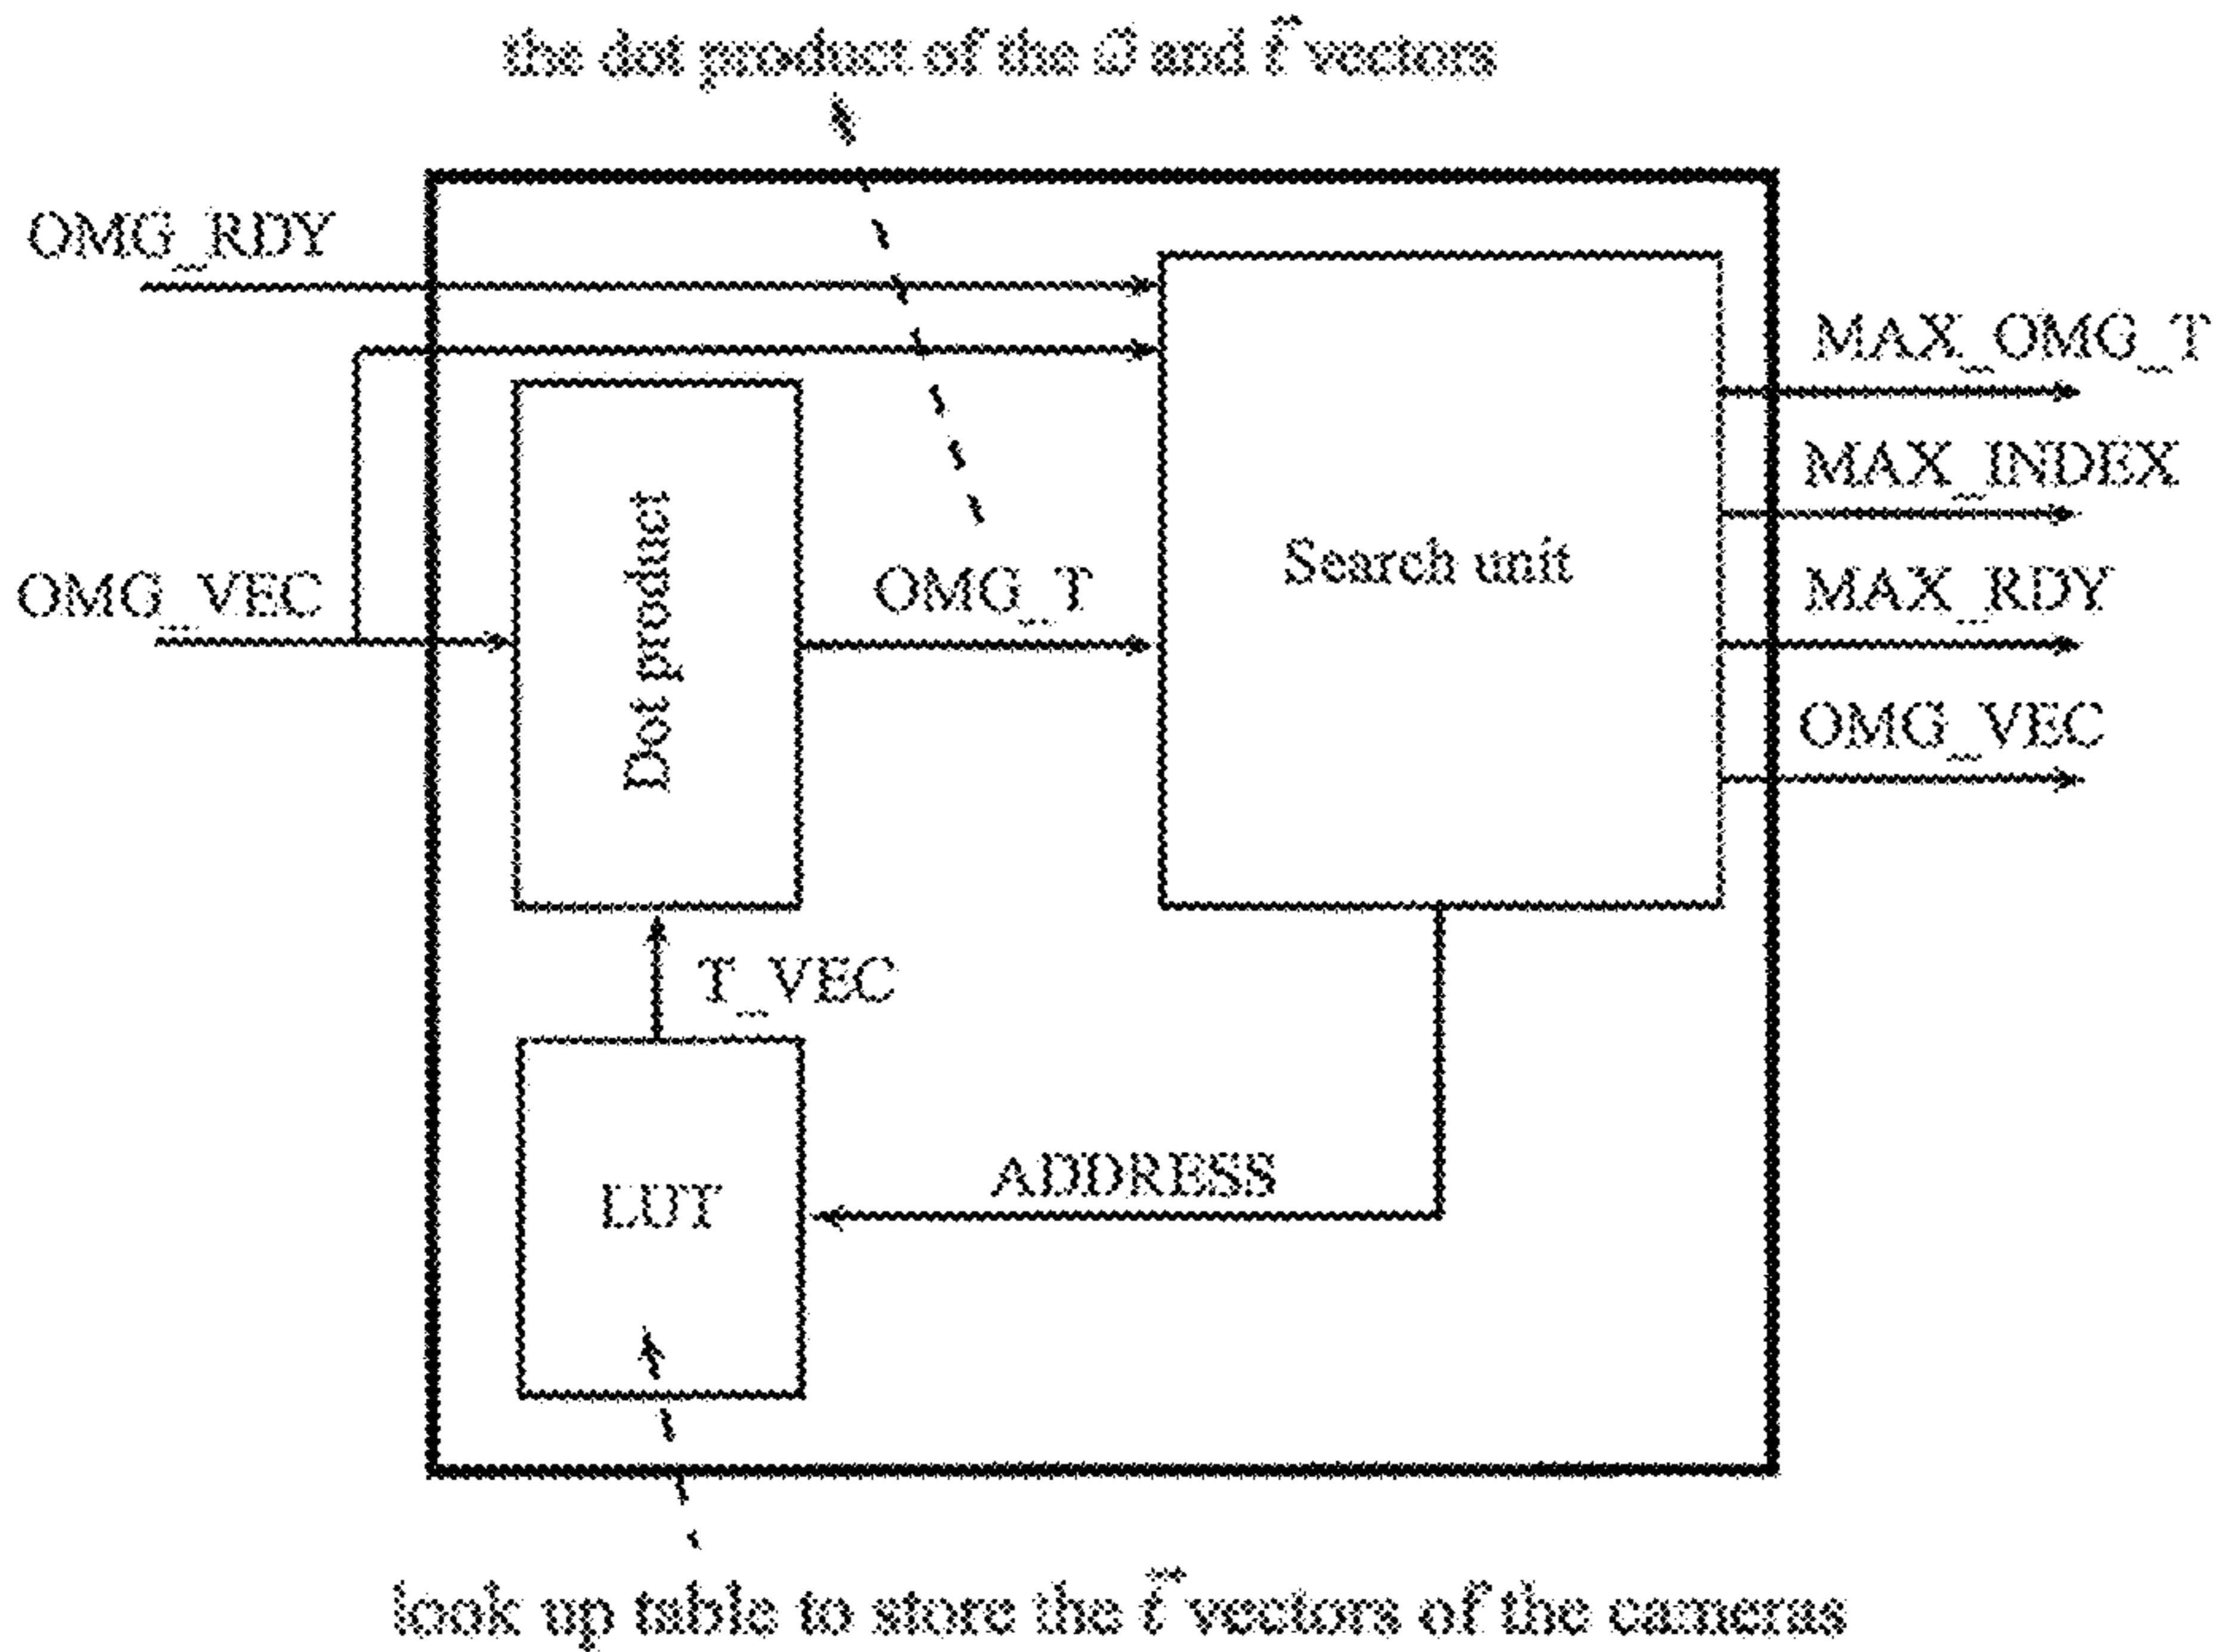 the dot product of the ω⃗ and t⃗ vectors
OMG_RDY
MAX_OMG_T
MAX_INDEX
Search unit
OMG_VEC
Dot product
OMG_T
MAX_RDY
OMG_VEC
T_VEC
ADDRESS
LUT
look up table to store the t⃗ vectors of the cameras